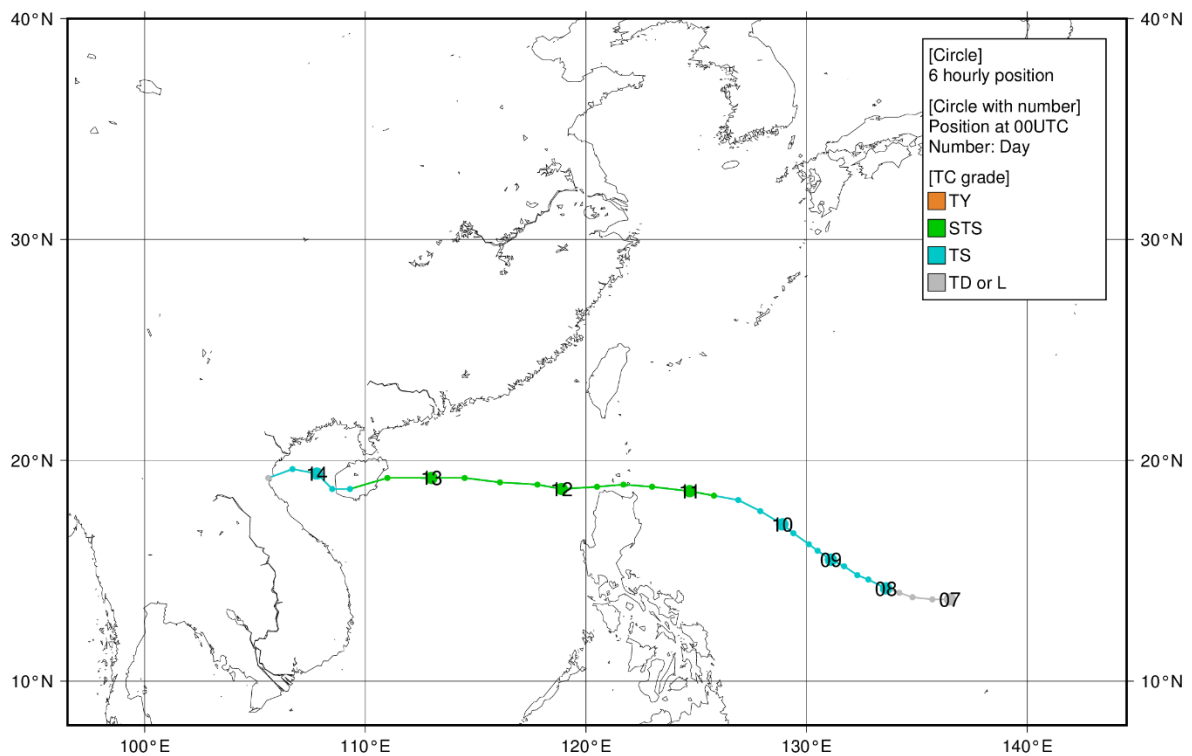 40°N
40°N
[Circle]
6 hourly position
[Circle with number]
Position at 00UTC
Number: Day
[TC grade]
TY
STS
TS
TD or L
30°N
30°N
20°N
14
13
12
11
20°N
10
09
08
07
10°N
10°N
100°E
110°E
120°E
130°E
140°E